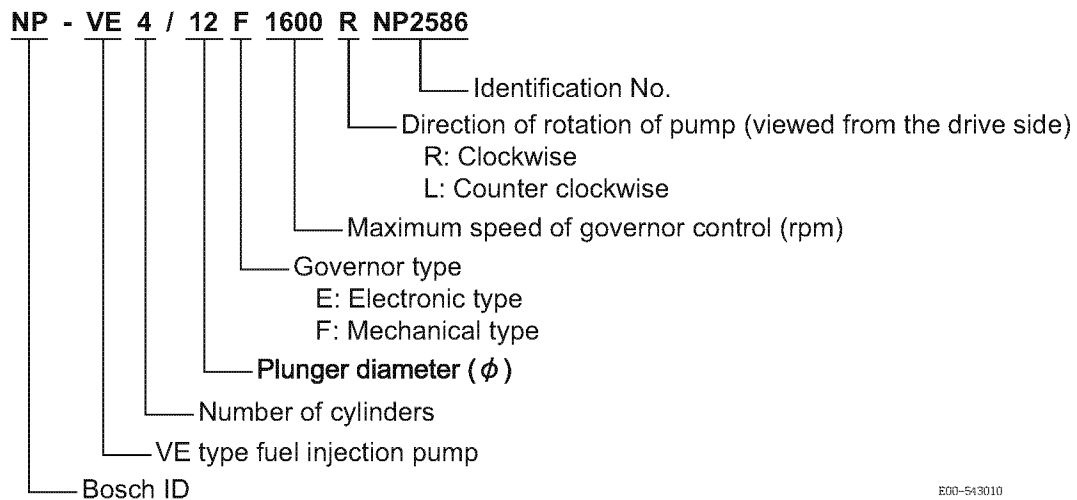 NP - VE 4 / 12 F 1600 R NP2586
Identification No.
Direction of rotation of pump (viewed from the drive side)
R: Clockwise
L: Counter clockwise
Maximum speed of governor control (rpm)
Governor type
E: Electronic type
F: Mechanical type
Plunger diameter (ϕ)
Number of cylinders
VE type fuel injection pump
Bosch ID
E00-543010